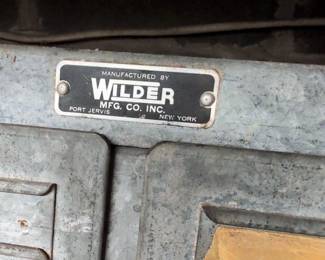 MANUFACTURED BY
WILDER
MFG. CO. INC.
PORT JERVIS NEW YORK